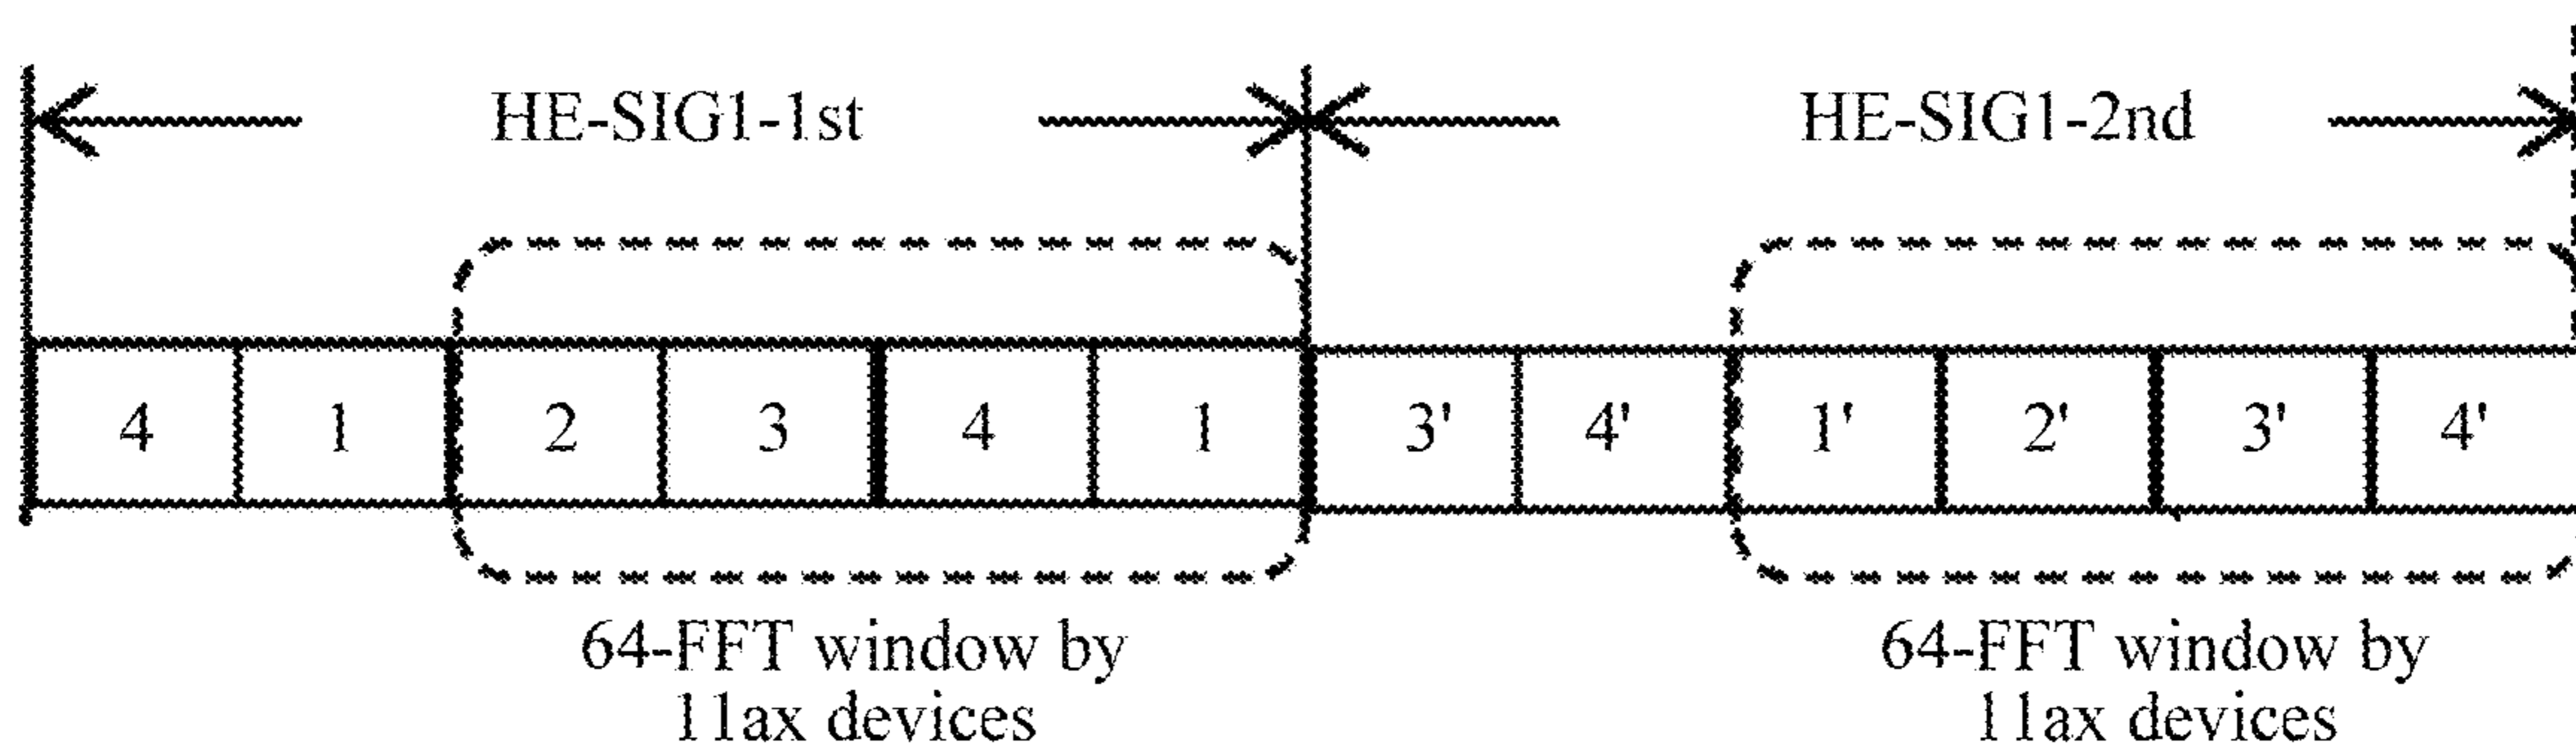 HE-SIG1-1st HE-SIG1-2nd
4 1 2 3 4 1 3' 4' 1' 2' 3' 4'
64-FFT window by 64-FFT window by
11ax devices 11ax devices